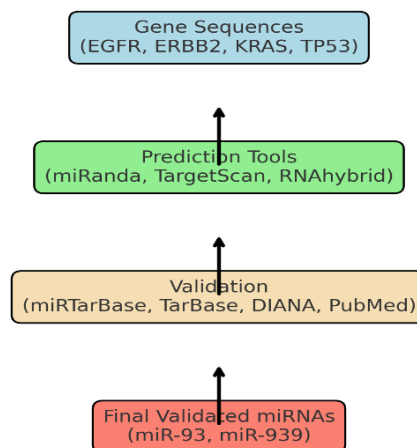 Gene Sequences
(EGFR, ERBB2, KRAS, TP53)
Prediction Tools
(miRanda, TargetScan, RNAhybrid)
Validation
(miRTarBase, TarBase, DIANA, PubMed)
Final Validated miRNAs
(miR-93, miR-939)